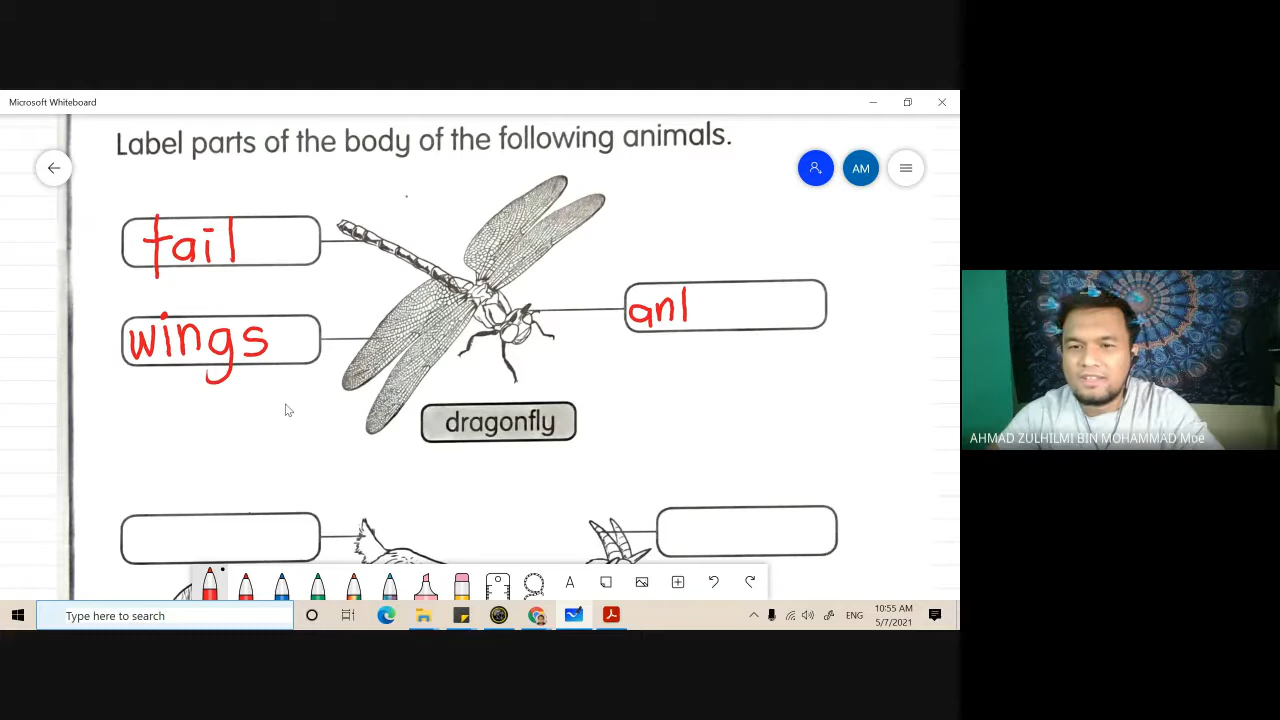 Microsoft Whiteboard
Label parts of the body of the following animals.
AM
tail
anl
wings
dragonfly
AHMAD ZULHILMI BIN MOHAMMAD Moe
A
Type here to search
ENG
10:55 AM
5/7/2021